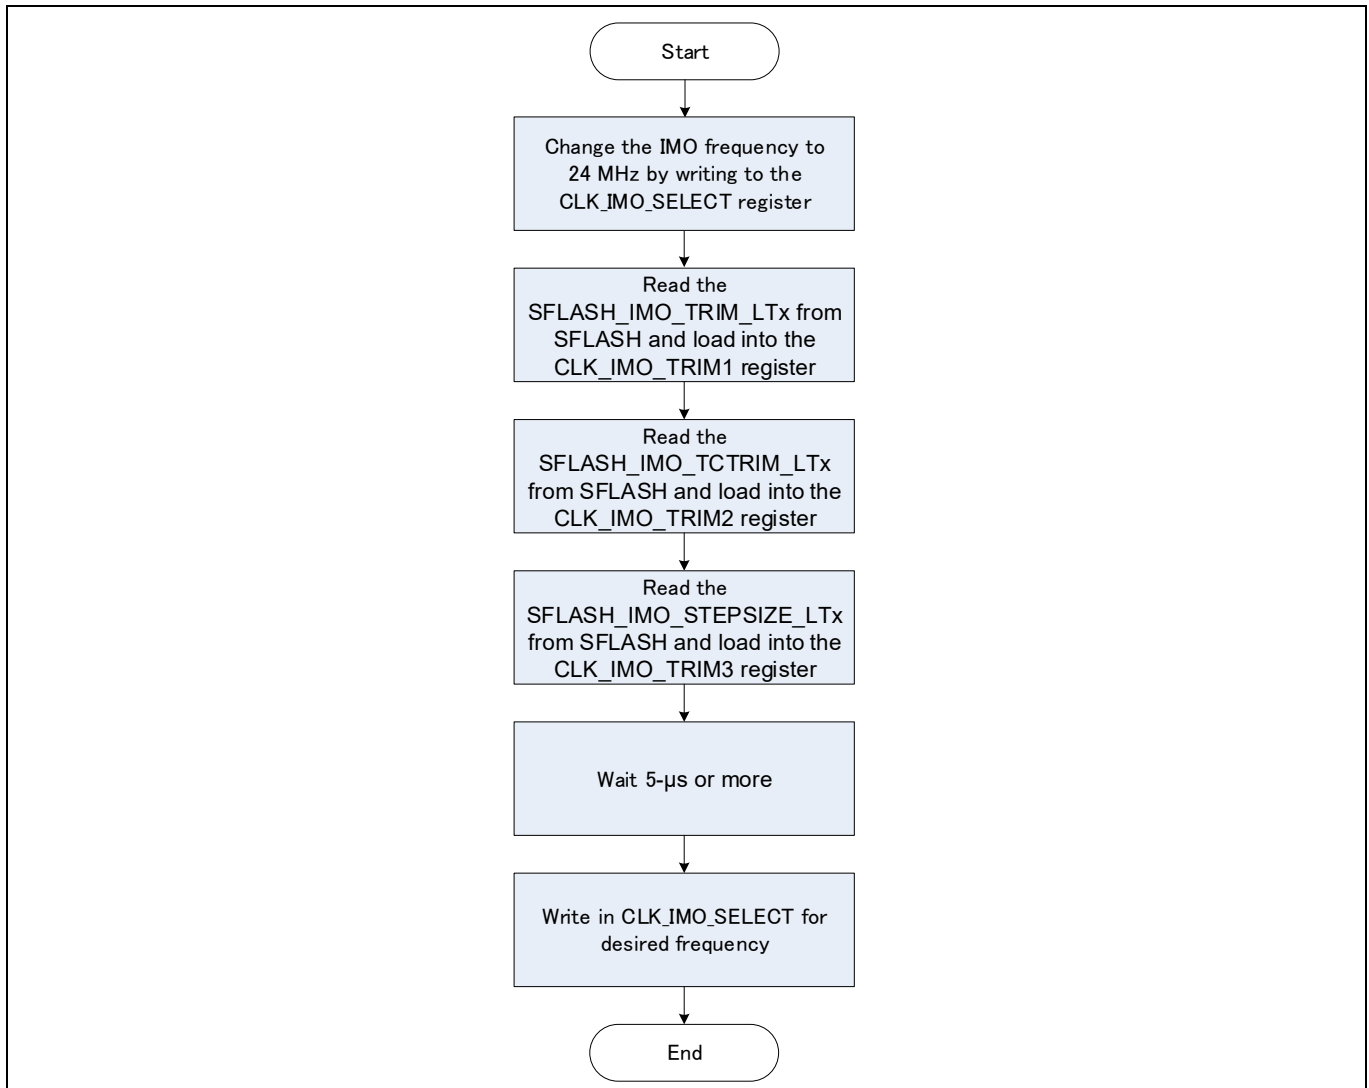 Start
Change the IMO frequency to
24 MHz by writing to the
CLK_IMO_SELECT register
Read the
SFLASH_IMO_TRIM_LTx from
SFLASH and load into the
CLK_IMO_TRIM1 register
Read the
SFLASH_IMO_TCTRIM_LTx
from SFLASH and load into the
CLK_IMO_TRIM2 register
Read the
SFLASH_IMO_STEPSIZE_LTx
from SFLASH and load into the
CLK_IMO_TRIM3 register
Wait 5-μs or more
Write in CLK_IMO_SELECT for
desired frequency
End